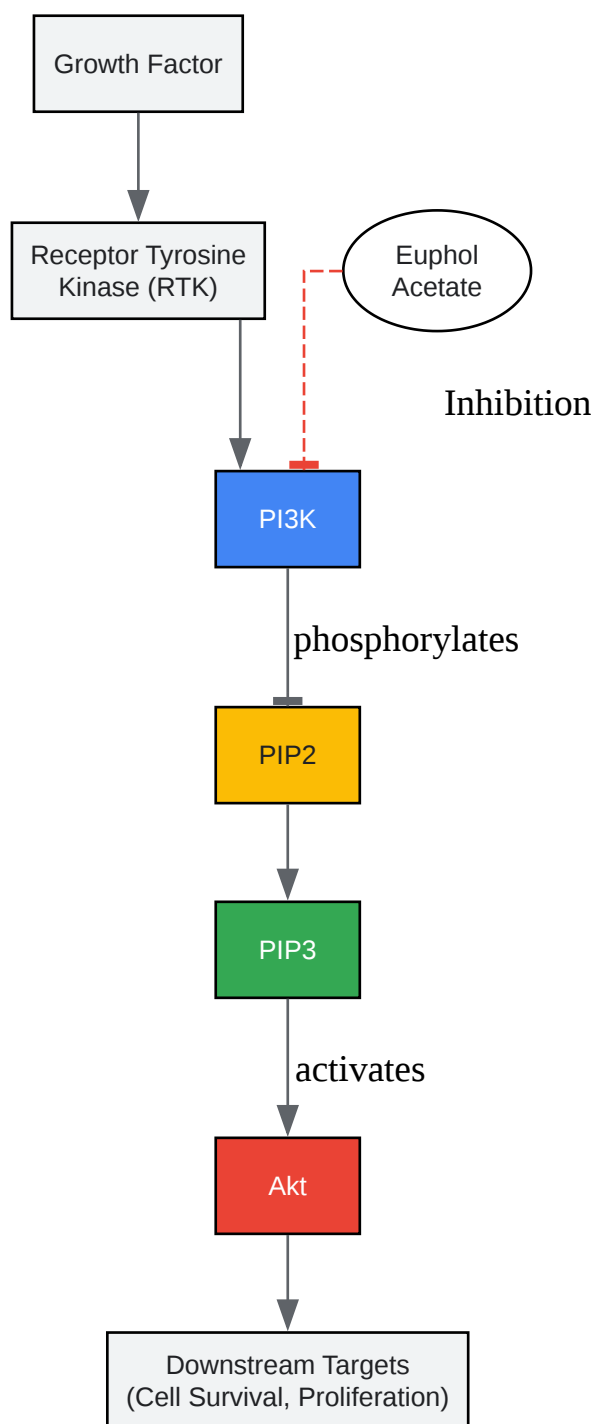 Growth Factor
Receptor Tyrosine
Kinase (RTK)
Euphol
Acetate
Inhibition
PI3K
phosphorylates
PIP2
PIP3
activates
Akt
Downstream Targets
(Cell Survival, Proliferation)